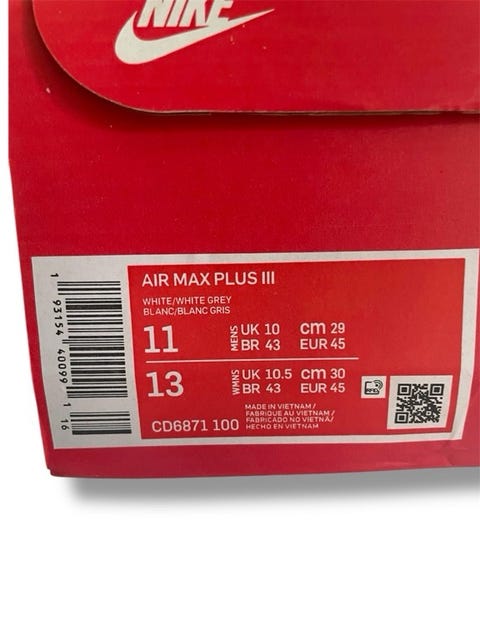 NIKE
AIR MAX PLUS III
WHITE/WHITE GREY
BLANC/BLANC GRIS
11 MENS UK 10 cm 29
BR 43 EUR 45
13 WMNS UK 10.5 cm 30
BR 43 EUR 45
CD6871 100
MADE IN VIETNAM /
FABRIQUE AU VIETNAM /
FABRICADO NO VIETNÃ/
HECHO EN VIETNAM
1 93154 40099 1 16